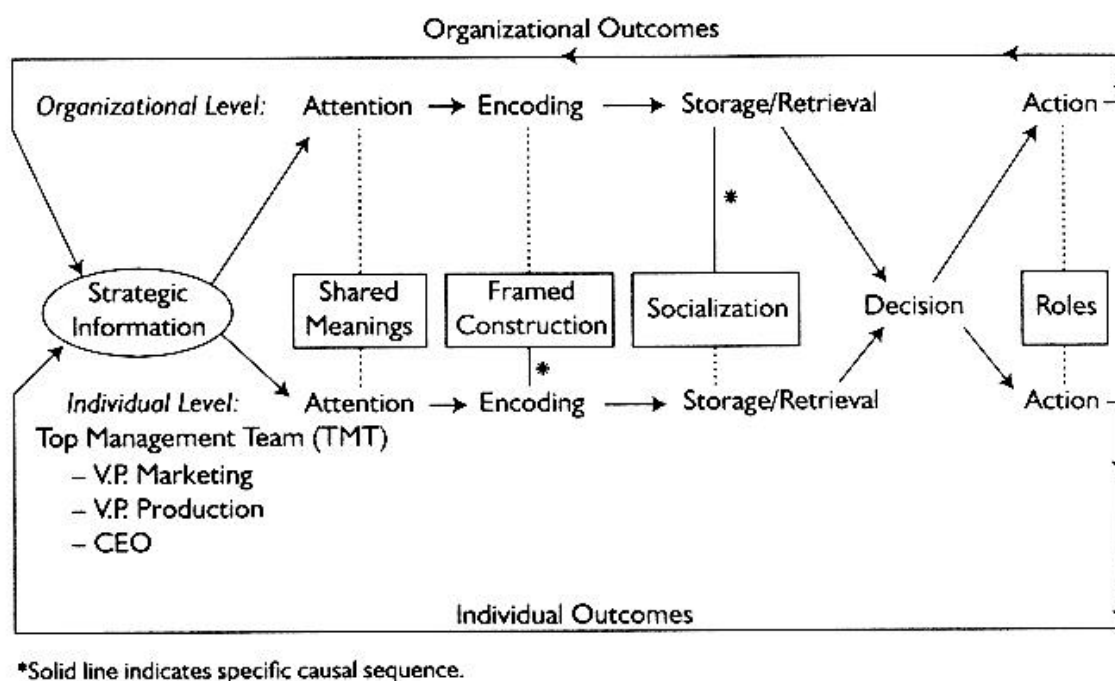 Organizational Outcomes
Organizational Level: Attention Encoding Storage/Retrieval Action
*
Strategic
Information
Shared
Meanings
Framed
Construction
Socialization
Decision
Roles
*
Individual Level: Attention Encoding Storage/Retrieval Action
Top Management Team (TMT)
– V.P. Marketing
– V.P. Production
– CEO
Individual Outcomes
*Solid line indicates specific causal sequence.